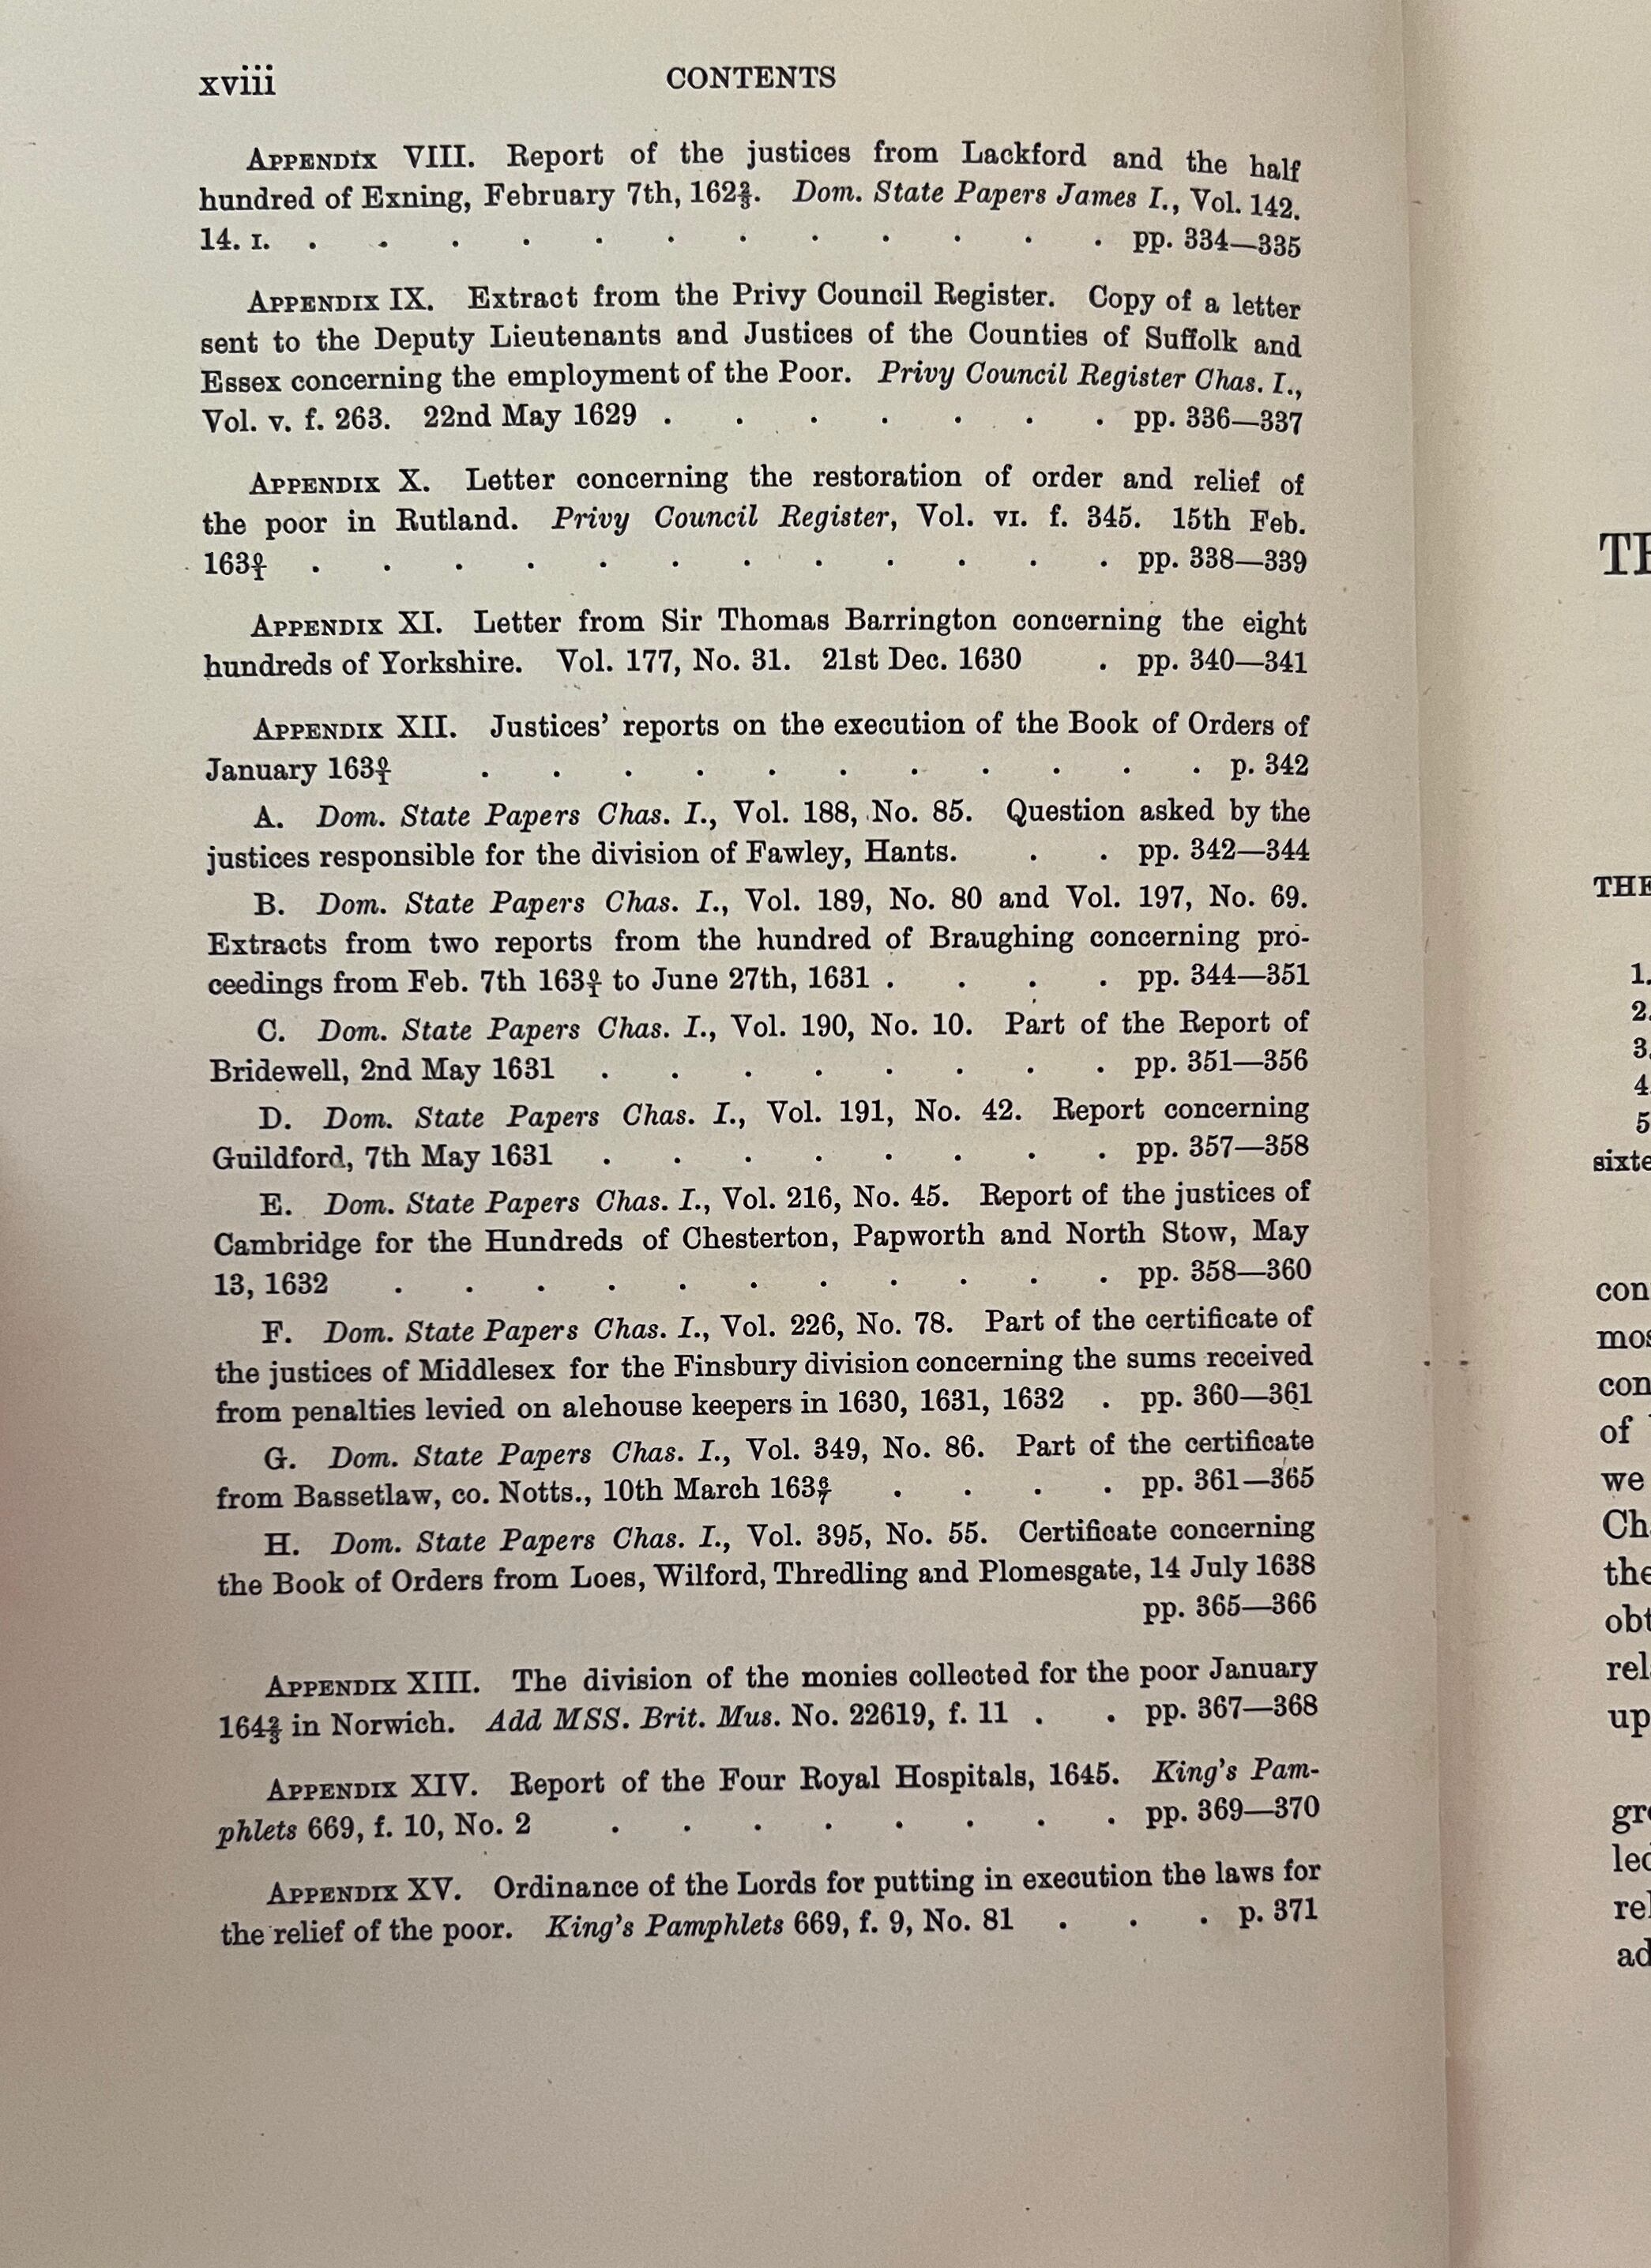 xviii CONTENTS
APPENDIX VIII. Report of the justices from Lackford and the half
hundred of Exning, February 7th, 162⅔. Dom. State Papers James I., Vol. 142.
14. I. . . . . . . . . . . . . pp. 334—335
APPENDIX IX. Extract from the Privy Council Register. Copy of a letter
sent to the Deputy Lieutenants and Justices of the Counties of Suffolk and
Essex concerning the employment of the Poor. Privy Council Register Chas. I.,
Vol. v. f. 263. 22nd May 1629 . . . . . . . pp. 336—337
APPENDIX X. Letter concerning the restoration of order and relief of
the poor in Rutland. Privy Council Register, Vol. VI. f. 345. 15th Feb.
163⁰⁄₁ . . . . . . . . . . . . pp. 338—339
APPENDIX XI. Letter from Sir Thomas Barrington concerning the eight
hundreds of Yorkshire. Vol. 177, No. 31. 21st Dec. 1630 . pp. 340—341
APPENDIX XII. Justices' reports on the execution of the Book of Orders of
January 163⁰⁄₁ . . . . . . . . . . . p. 342
A. Dom. State Papers Chas. I., Vol. 188, No. 85. Question asked by the
justices responsible for the division of Fawley, Hants. . . pp. 342—344
B. Dom. State Papers Chas. I., Vol. 189, No. 80 and Vol. 197, No. 69.
Extracts from two reports from the hundred of Braughing concerning pro-
ceedings from Feb. 7th 163⁰⁄₁ to June 27th, 1631 . . . . pp. 344—351
C. Dom. State Papers Chas. I., Vol. 190, No. 10. Part of the Report of
Bridewell, 2nd May 1631 . . . . . . . . pp. 351—356
D. Dom. State Papers Chas. I., Vol. 191, No. 42. Report concerning
Guildford, 7th May 1631 . . . . . . . . pp. 357—358
E. Dom. State Papers Chas. I., Vol. 216, No. 45. Report of the justices of
Cambridge for the Hundreds of Chesterton, Papworth and North Stow, May
13, 1632 . . . . . . . . . . . pp. 358—360
F. Dom. State Papers Chas. I., Vol. 226, No. 78. Part of the certificate of
the justices of Middlesex for the Finsbury division concerning the sums received
from penalties levied on alehouse keepers in 1630, 1631, 1632 . pp. 360—361
G. Dom. State Papers Chas. I., Vol. 349, No. 86. Part of the certificate
from Bassetlaw, co. Notts., 10th March 163⁶⁄₇ . . . . pp. 361—365
H. Dom. State Papers Chas. I., Vol. 395, No. 55. Certificate concerning
the Book of Orders from Loes, Wilford, Thredling and Plomesgate, 14 July 1638
pp. 365—366
APPENDIX XIII. The division of the monies collected for the poor January
164⅔ in Norwich. Add MSS. Brit. Mus. No. 22619, f. 11 . . pp. 367—368
APPENDIX XIV. Report of the Four Royal Hospitals, 1645. King's Pam-
phlets 669, f. 10, No. 2 . . . . . . . . pp. 369—370
APPENDIX XV. Ordinance of the Lords for putting in execution the laws for
the relief of the poor. King's Pamphlets 669, f. 9, No. 81 . . . p. 371
THE
1.
2.
3.
4.
5
sixte
con
mos
con
of
we
Ch
the
obt
rel
up
gre
led
rel
ad